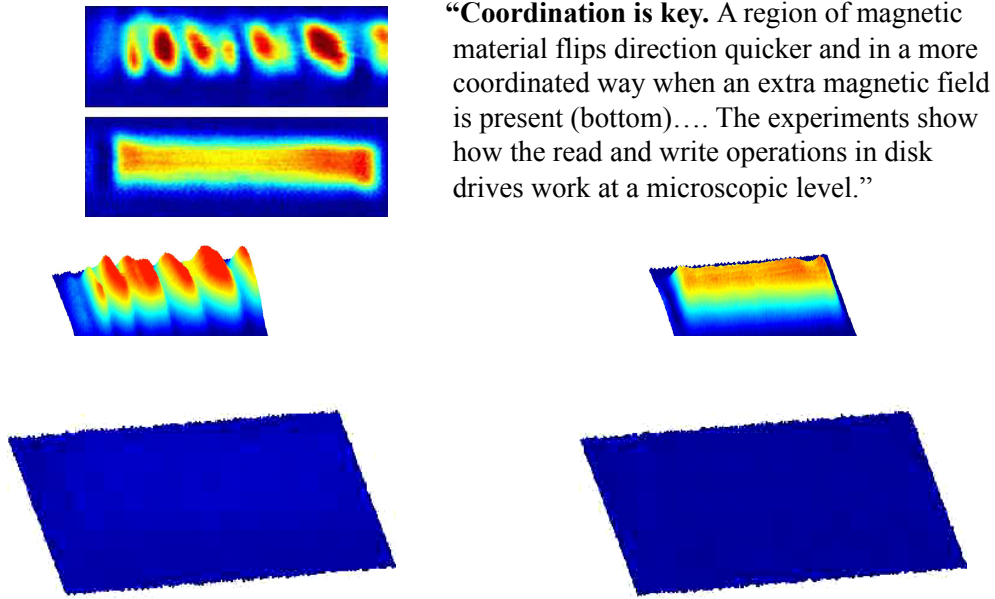 “Coordination is key. A region of magnetic
material flips direction quicker and in a more
coordinated way when an extra magnetic field
is present (bottom)…. The experiments show
how the read and write operations in disk
drives work at a microscopic level.”